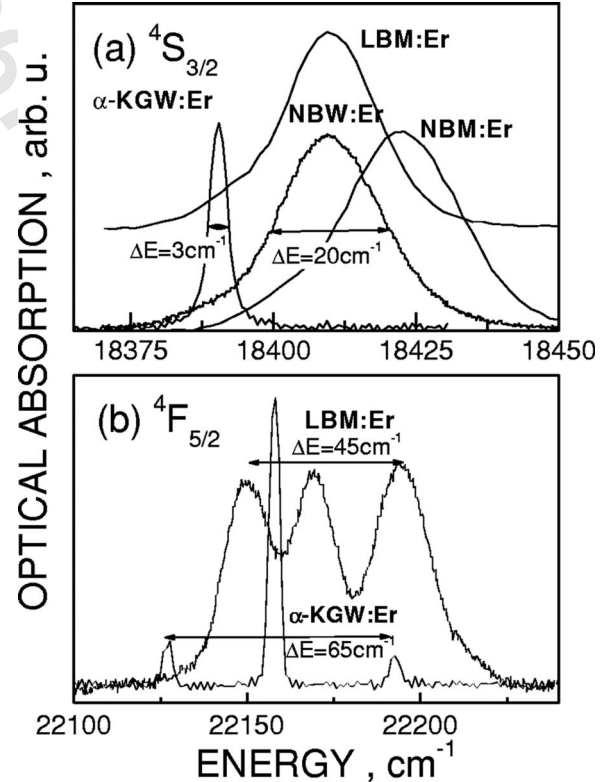 OPTICAL ABSORPTION , arb. u.
(a) ⁴S₃/₂
LBM:Er
α-KGW:Er
NBW:Er
NBM:Er
ΔE=3cm⁻¹
ΔE=20cm⁻¹
18375 18400 18425 18450
(b) ⁴F₅/₂
LBM:Er
ΔE=45cm⁻¹
α-KGW:Er
ΔE=65cm⁻¹
22100 22150 22200
ENERGY , cm⁻¹